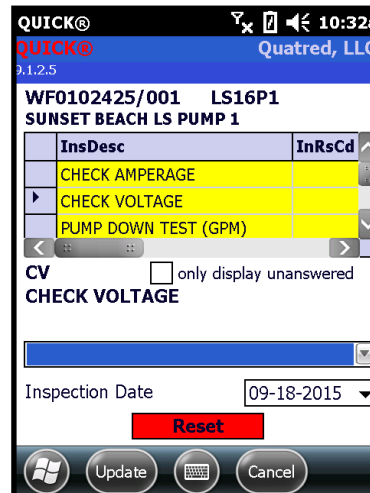 QUICK® 10:32
QUICK® Quatred, LLC
9.1.2.5
WF0102425/001 LS16P1
SUNSET BEACH LS PUMP 1
InsDesc InRsCd
CHECK AMPERAGE
CHECK VOLTAGE
PUMP DOWN TEST (GPM)
CV only display unanswered
CHECK VOLTAGE
Inspection Date 09-18-2015
Reset
Update Cancel